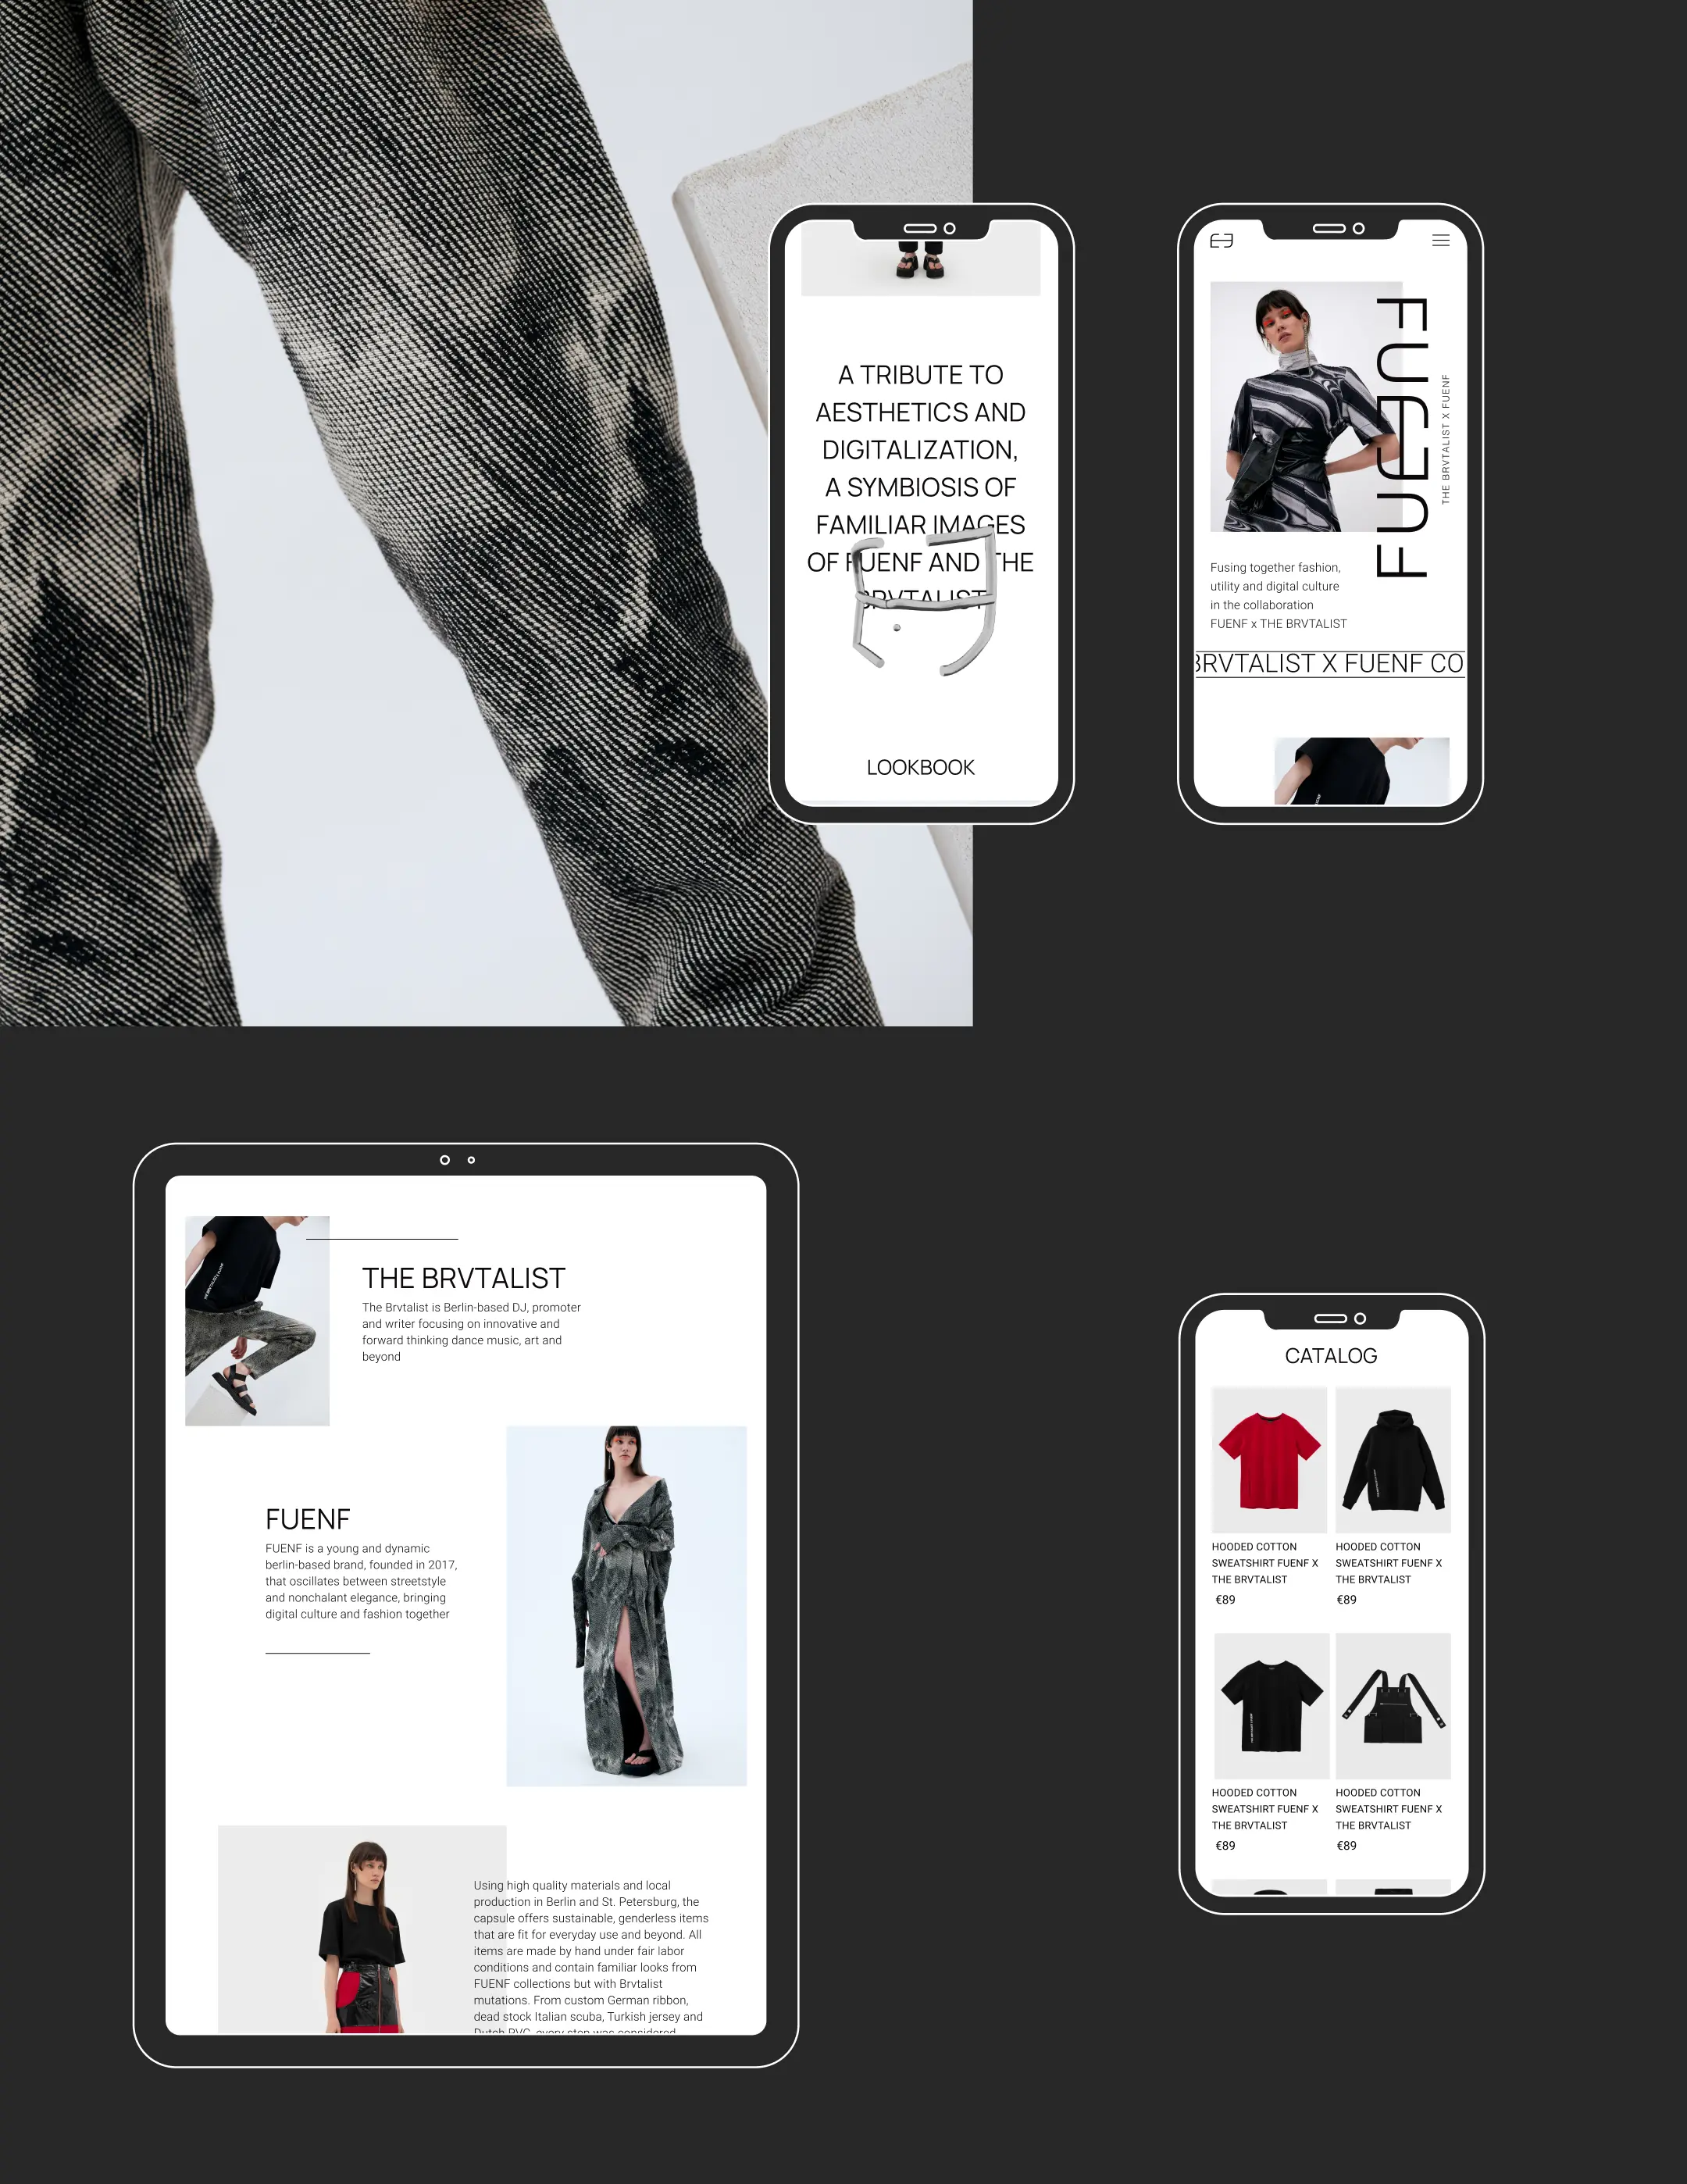 A TRIBUTE TO
AESTHETICS AND
DIGITALIZATION,
A SYMBIOSIS OF
FAMILIAR IMAGES
OF FUENF AND THE
BRVTALIST
LOOKBOOK
FUENF
THE BRVTALIST X FUENF
Fusing together fashion,
utility and digital culture
in the collaboration
FUENF x THE BRVTALIST
BRVTALIST X FUENF CO
THE BRVTALIST
The Brvtalist is Berlin-based DJ, promoter
and writer focusing on innovative and
forward thinking dance music, art and
beyond
FUENF
FUENF is a young and dynamic
berlin-based brand, founded in 2017,
that oscillates between streetstyle
and nonchalant elegance, bringing
digital culture and fashion together
Using high quality materials and local
production in Berlin and St. Petersburg, the
capsule offers sustainable, genderless items
that are fit for everyday use and beyond. All
items are made by hand under fair labor
conditions and contain familiar looks from
FUENF collections but with Brvtalist
mutations. From custom German ribbon,
dead stock Italian scuba, Turkish jersey and
Dutch PVC, every step was considered
CATALOG
HOODED COTTON
SWEATSHIRT FUENF X
THE BRVTALIST
€89
HOODED COTTON
SWEATSHIRT FUENF X
THE BRVTALIST
€89
HOODED COTTON
SWEATSHIRT FUENF X
THE BRVTALIST
€89
HOODED COTTON
SWEATSHIRT FUENF X
THE BRVTALIST
€89